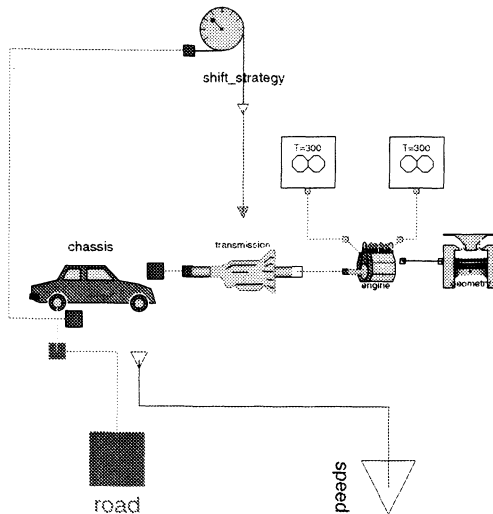 shift_strategy
T=300
T=300
chassis
transmission
engine
geometry
road
speed